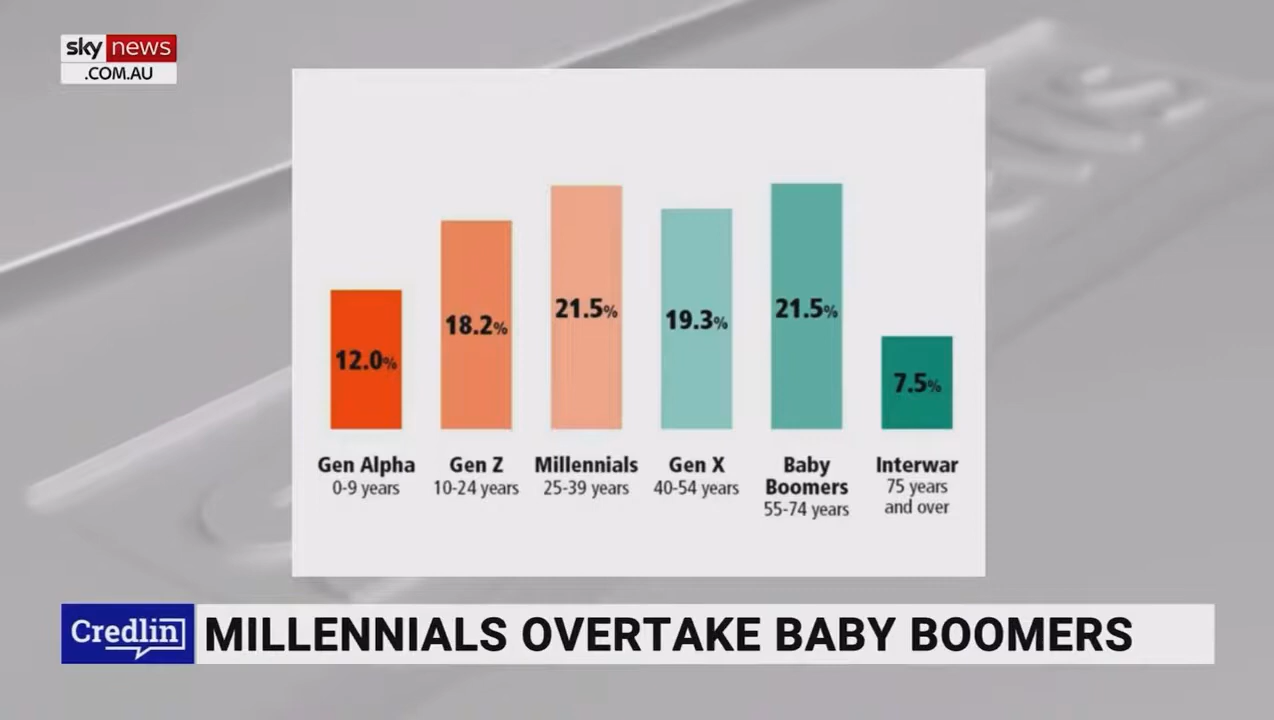 sky news
.COM.AU
12.0%
18.2%
21.5%
19.3%
21.5%
7.5%
Gen Alpha
0-9 years
Gen Z
10-24 years
Millennials
25-39 years
Gen X
40-54 years
Baby
Boomers
55-74 years
Interwar
75 years
and over
Credlin
MILLENNIALS OVERTAKE BABY BOOMERS